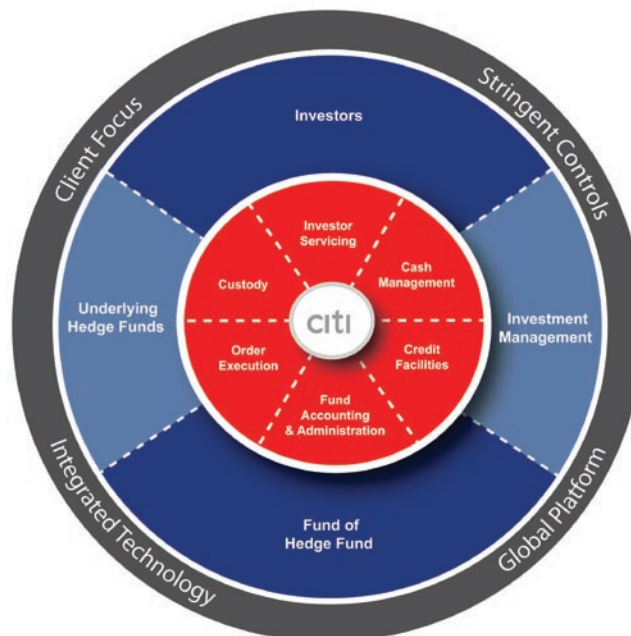 Client Focus
Stringent Controls
Investors
Investor
Servicing
Custody
Cash
Management
citi
Underlying
Hedge Funds
Investment
Management
Order
Execution
Credit
Facilities
Fund
Accounting
& Administration
Fund of
Hedge Fund
Integrated Technology
Global Platform